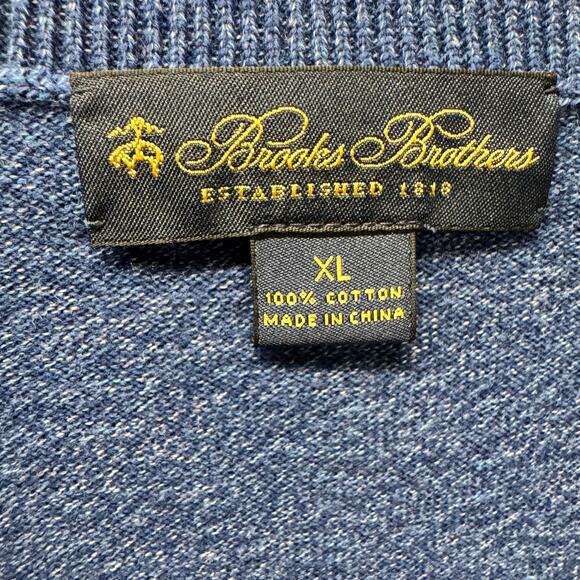 Brooks Brothers
ESTABLISHED 1818
XL
100% COTTON
MADE IN CHINA